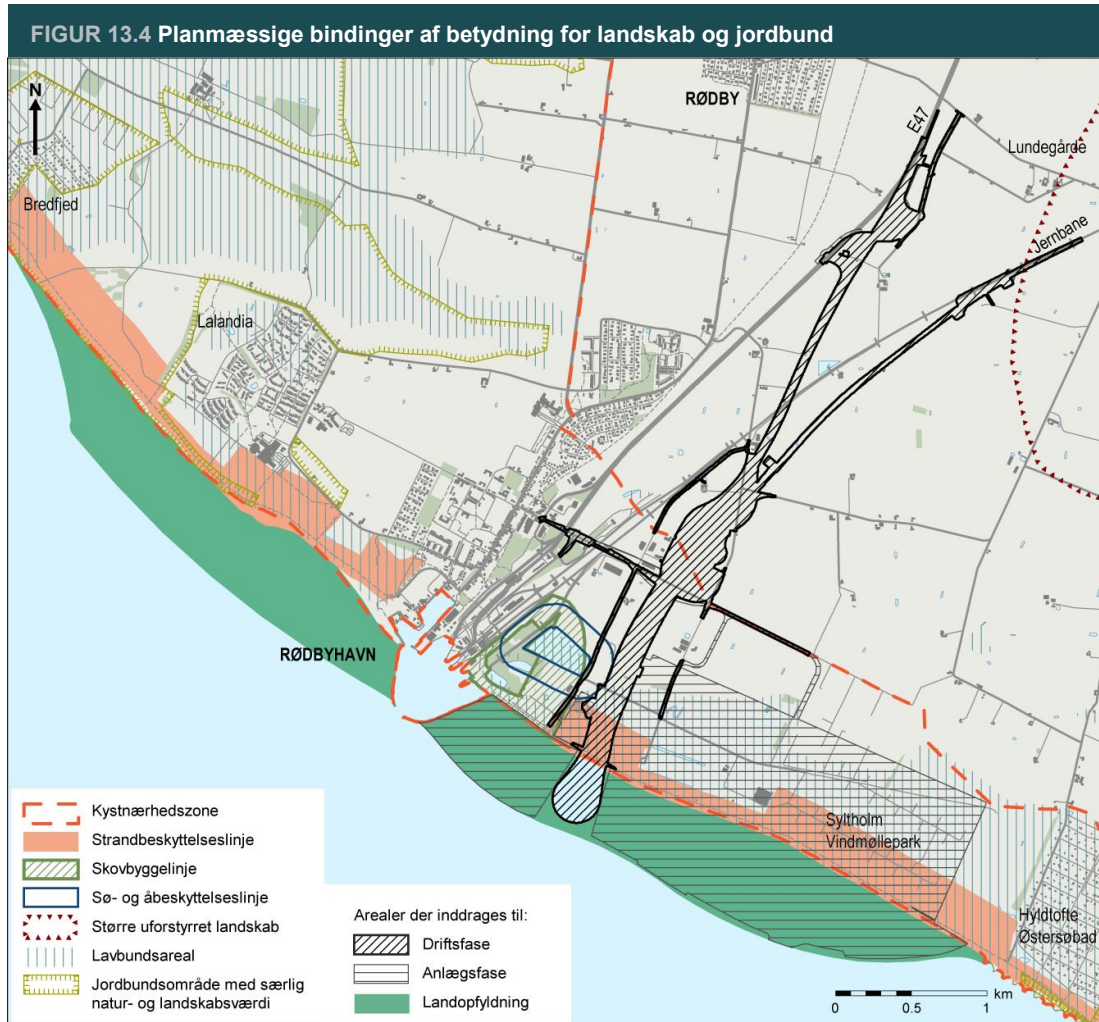 FIGUR 13.4 Planmæssige bindinger af betydning for landskab og jordbund
N
RØDBY
E47
Lundegårde
Bredfjed
Jernbane
Lalandia
RØDBYHAVN
Syltholm
Vindmøllepark
Hyldtofte
Østersøbad
Kystnærhedszone
Strandbeskyttelseslinje
Skovbyggelinje
Sø- og åbeskyttelseslinje
Større uforstyrret landskab
Lavbundsareal
Jordbundsområde med særlig
natur- og landskabsværdi
Arealer der inddrages til:
Driftsfase
Anlægsfase
Landopfyldning
km
0 0.5 1